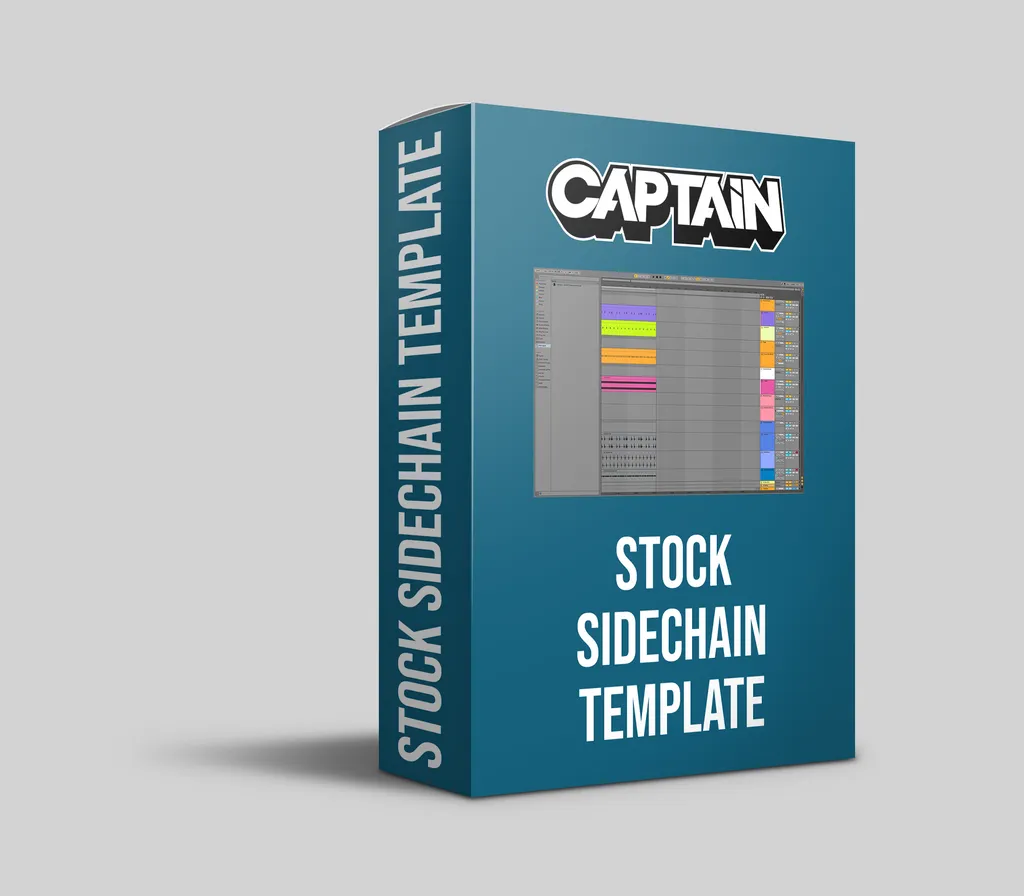 STOCK SIDECHAIN TEMPLATE
CAPTAIN
STOCK
SIDECHAIN
TEMPLATE